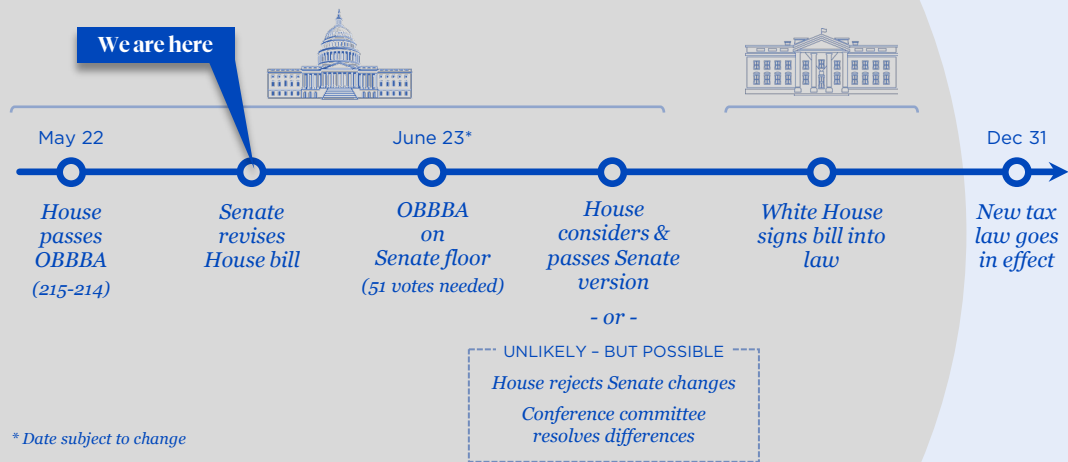 We are here
May 22
June 23*
Dec 31
House
passes
OBBBA
(215-214)
Senate
revises
House bill
OBBBA
on
Senate floor
(51 votes needed)
House
considers &
passes Senate
version
- or -
UNLIKELY – BUT POSSIBLE
House rejects Senate changes
Conference committee
resolves differences
White House
signs bill into
law
New tax
law goes
in effect
* Date subject to change